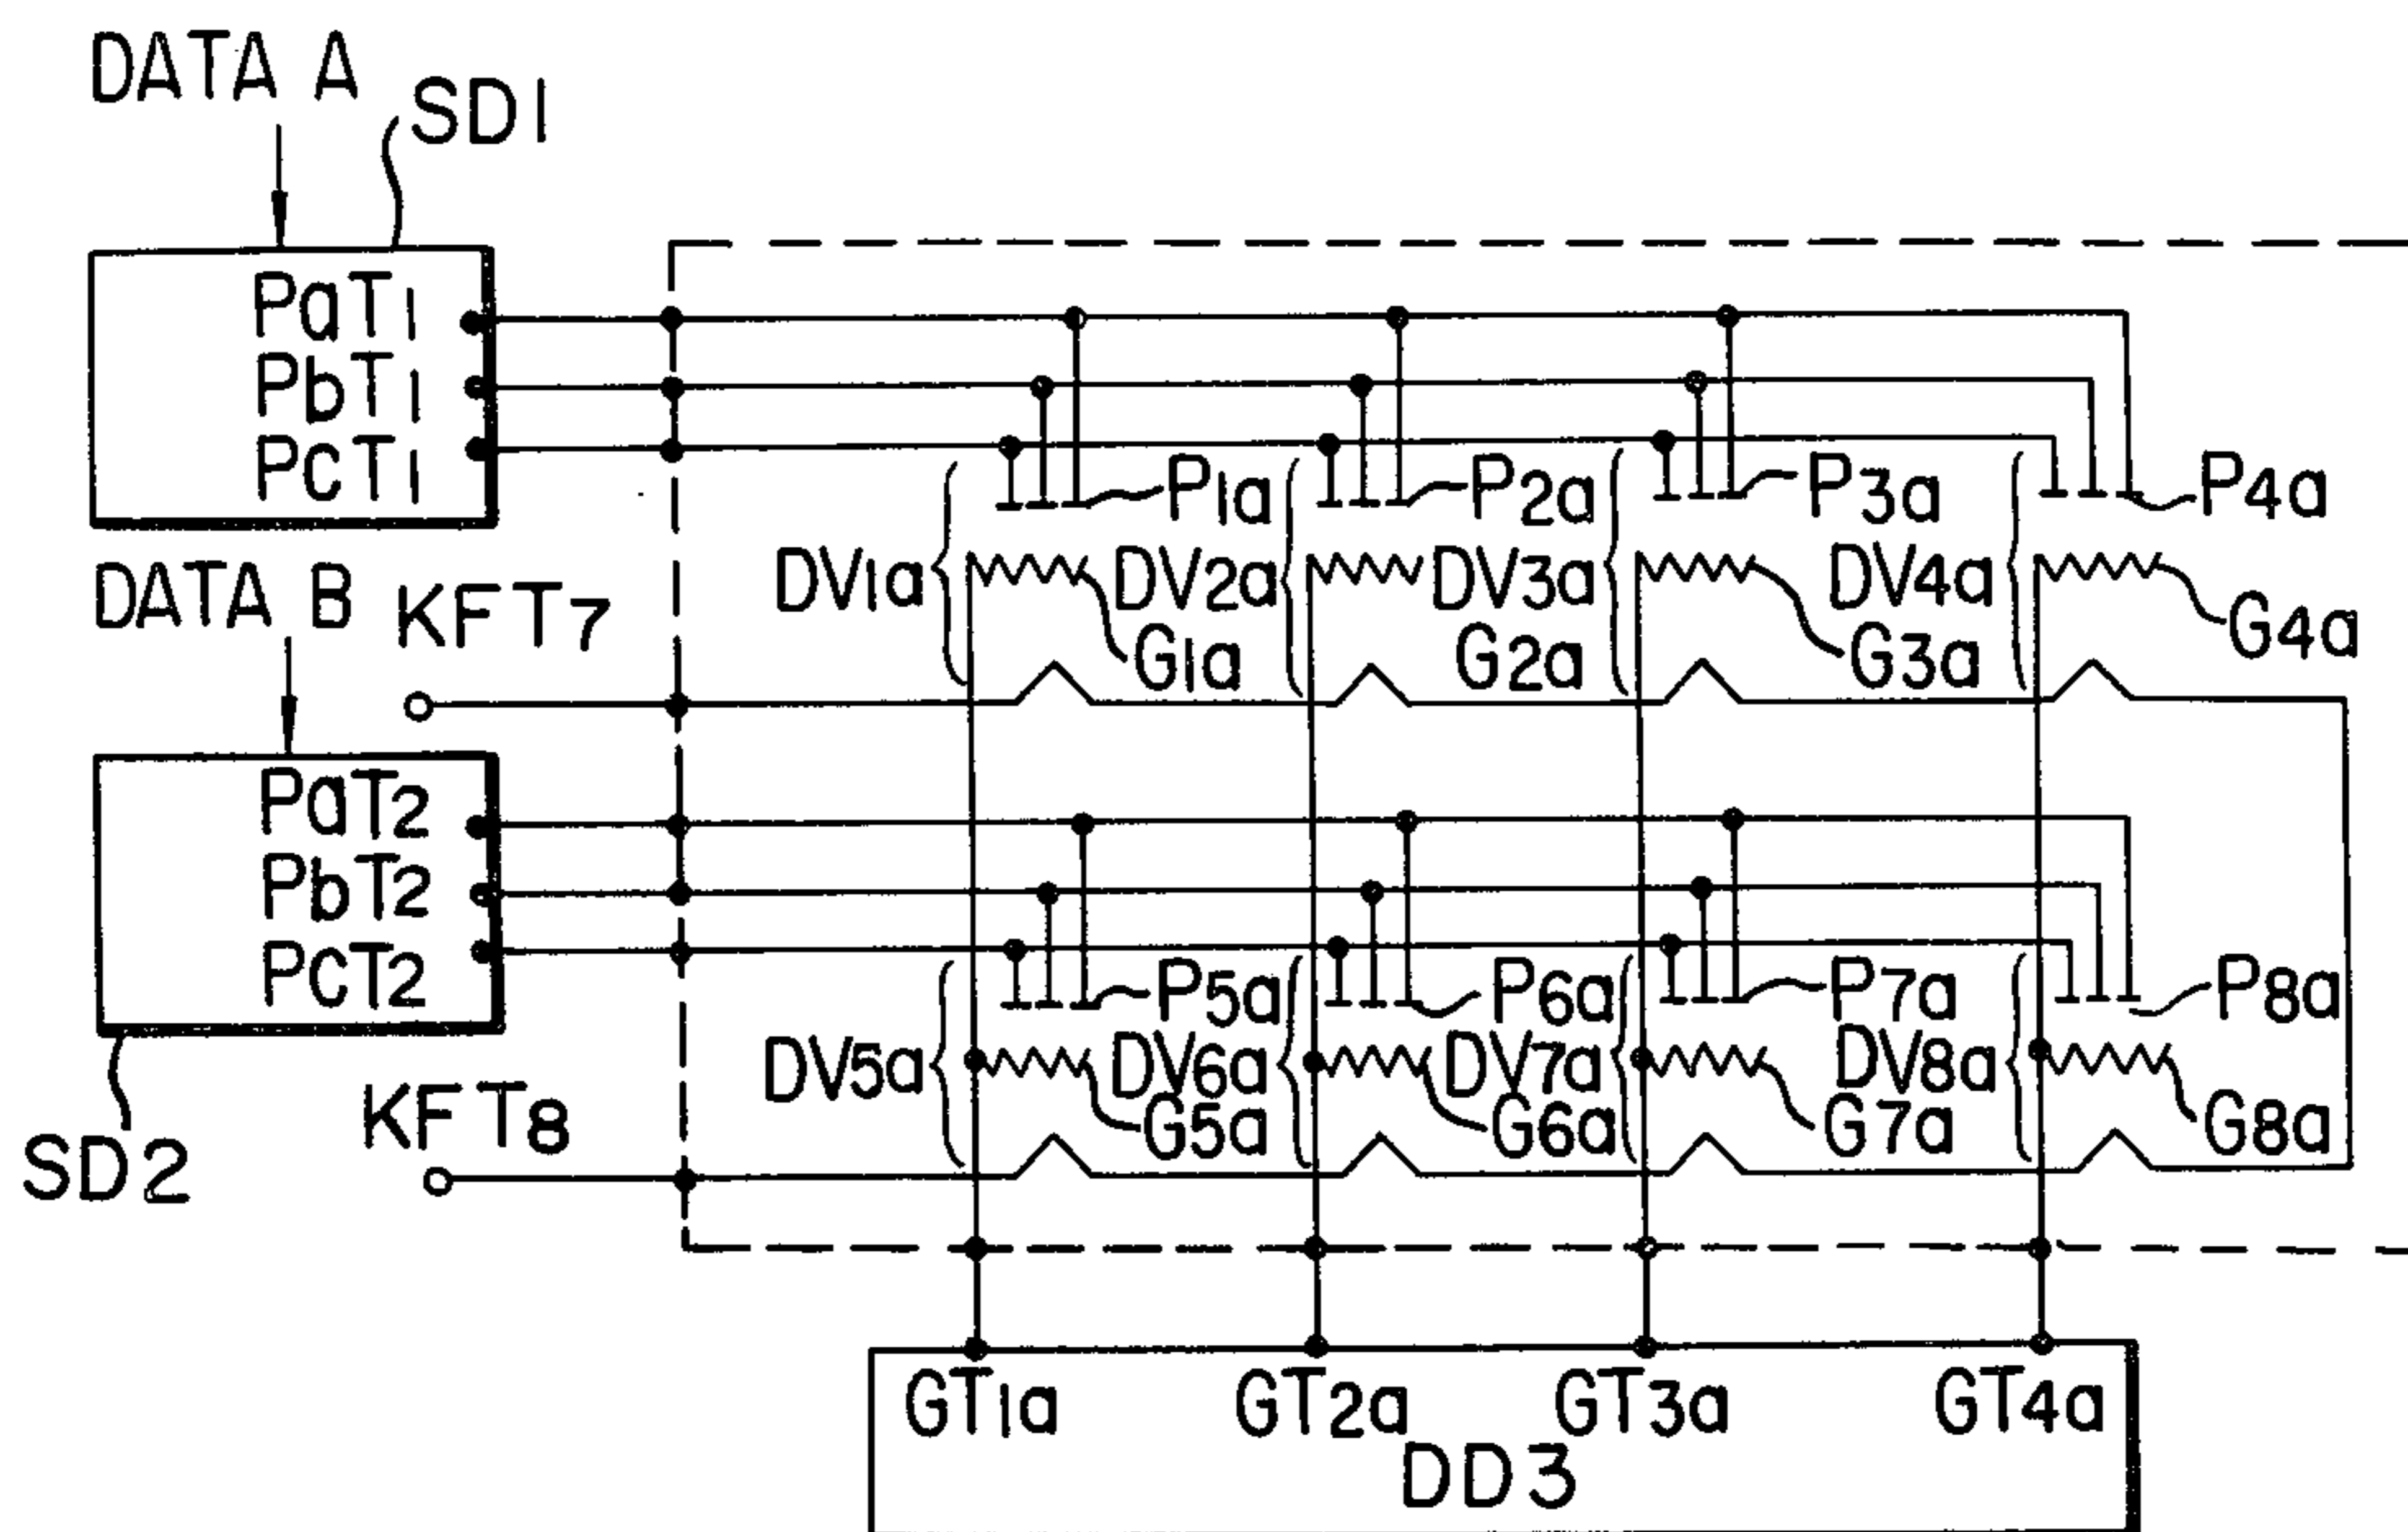 DATA A
SD1
PaT1
PbT1
PcT1
P1a
P2a
P3a
P4a
DV1a
DV2a
DV3a
DV4a
G1a
G2a
G3a
G4a
DATA B
KFT7
PaT2
PbT2
PcT2
P5a
P6a
P7a
P8a
DV5a
DV6a
DV7a
DV8a
G5a
G6a
G7a
G8a
KFT8
SD2
GT1a
GT2a
GT3a
GT4a
DD3